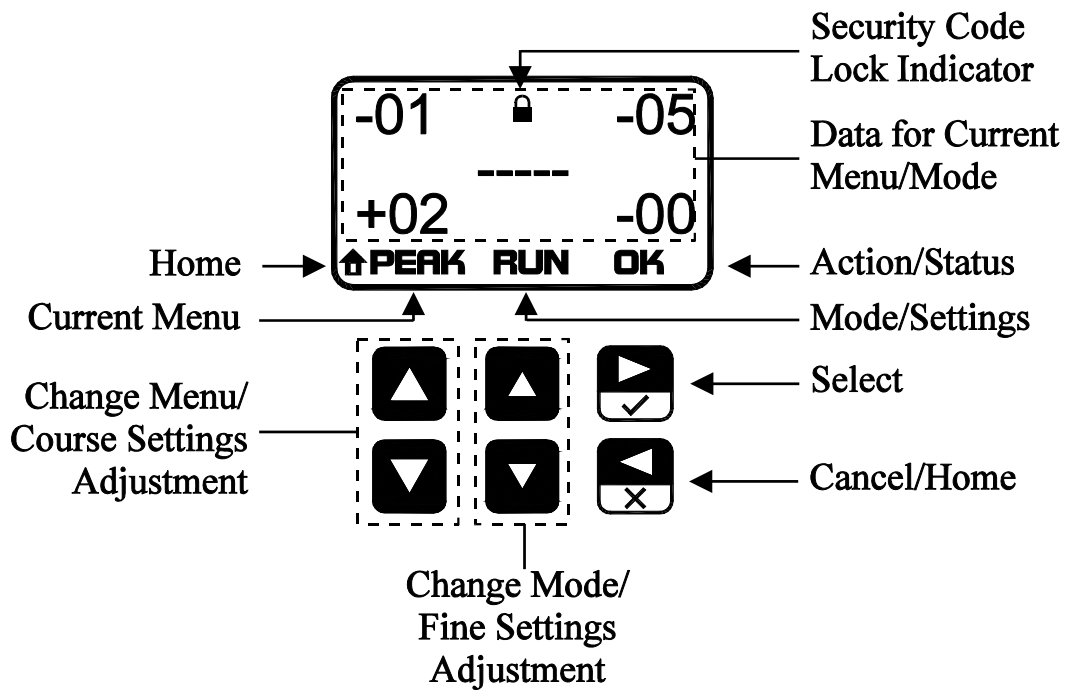 Security Code
Lock Indicator
-01
-05
Data for Current
Menu/Mode
-----
+02
-00
Home
PEAK RUN OK
Action/Status
Current Menu
Mode/Settings
Select
Change Menu/
Course Settings
Adjustment
Cancel/Home
Change Mode/
Fine Settings
Adjustment